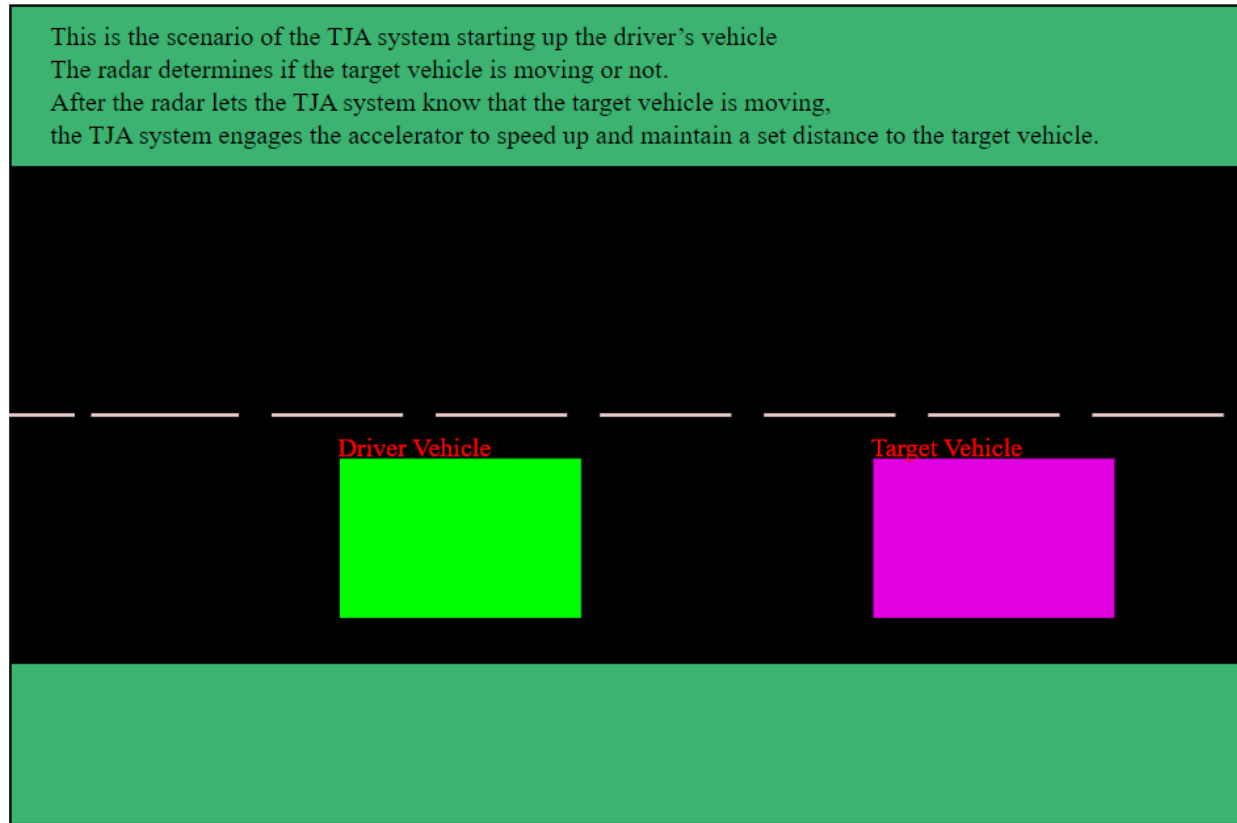 This is the scenario of the TJA system starting up the driver’s vehicle
The radar determines if the target vehicle is moving or not.
After the radar lets the TJA system know that the target vehicle is moving,
the TJA system engages the accelerator to speed up and maintain a set distance to the target vehicle.
Driver Vehicle
Target Vehicle